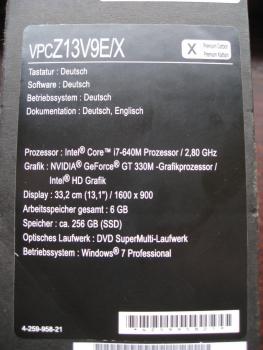 VPCZ13V9E/X
X
Premium Carbon
Premium Karbon
Tastatur : Deutsch
Software : Deutsch
Betriebssystem : Deutsch
Dokumentation : Deutsch, Englisch
Prozessor : Intel® Core™ i7-640M Prozessor / 2,80 GHz
Grafik : NVIDIA® GeForce® GT 330M -Grafikprozessor /
Intel® HD Grafik
Display : 33,2 cm (13,1") / 1600 x 900
Arbeitsspeicher gesamt : 6 GB
Speicher : ca. 256 GB (SSD)
Optisches Laufwerk : DVD SuperMulti-Laufwerk
Betriebssystem : Windows® 7 Professional
4-259-958-21